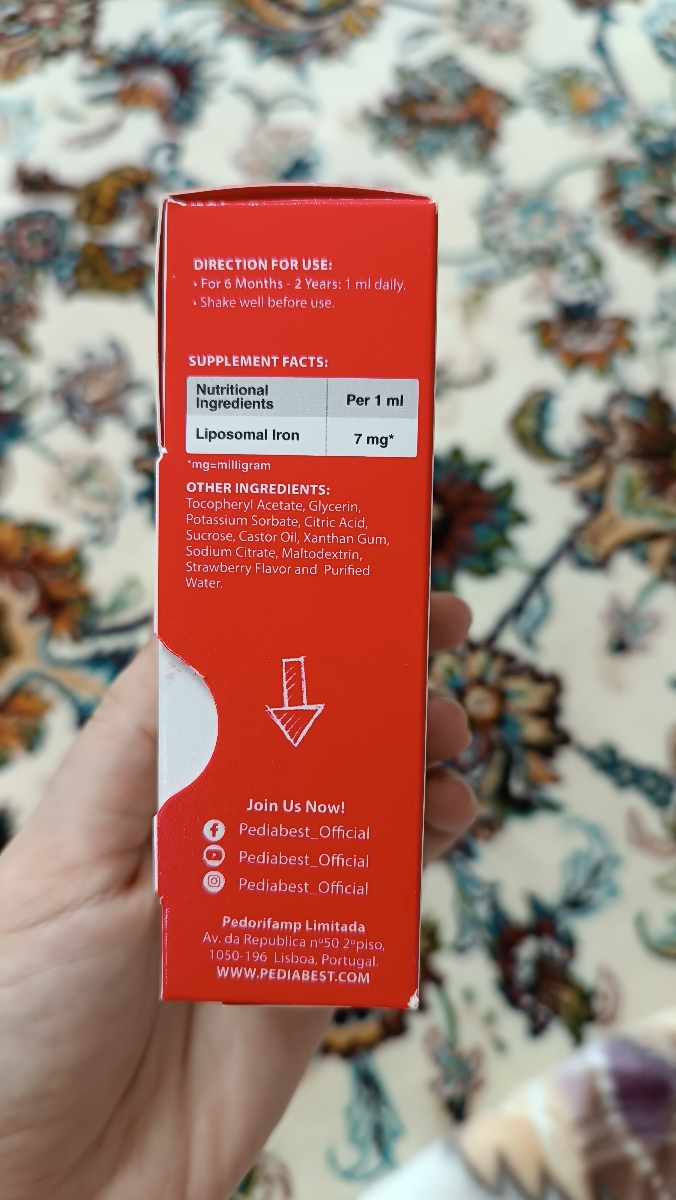 DIRECTION FOR USE:
• For 6 Months - 2 Years: 1 ml daily.
• Shake well before use.
SUPPLEMENT FACTS:
Nutritional Ingredients Per 1 ml
Liposomal Iron 7 mg*
*mg=milligram
OTHER INGREDIENTS:
Tocopheryl Acetate, Glycerin,
Potassium Sorbate, Citric Acid,
Sucrose, Castor Oil, Xanthan Gum,
Sodium Citrate, Maltodextrin,
Strawberry Flavor and Purified
Water.
Join Us Now!
Pediabest_Official
Pediabest_Official
Pediabest_Official
Pedorifamp Limitada
Av. da Republica nº50 2ºpiso,
1050-196 Lisboa, Portugal.
WWW.PEDIABEST.COM